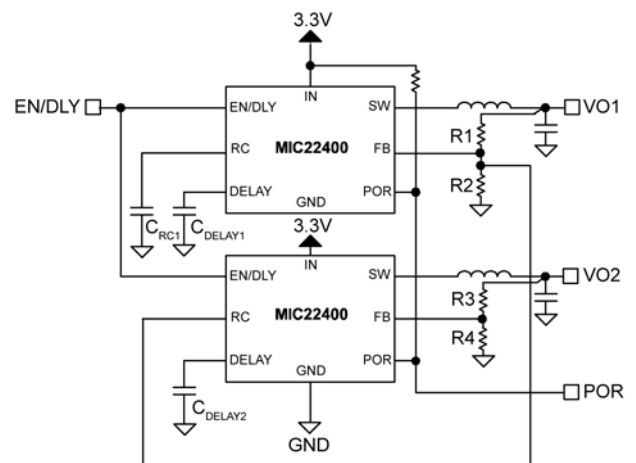 3.3V
EN/DLY
IN
EN/DLY
SW
VO1
R1
RC
MIC22400
FB
R2
DELAY
POR
GND
CRC1
CDELAY1
3.3V
IN
EN/DLY
SW
VO2
R3
RC
MIC22400
FB
R4
DELAY
POR
GND
POR
CDELAY2
GND